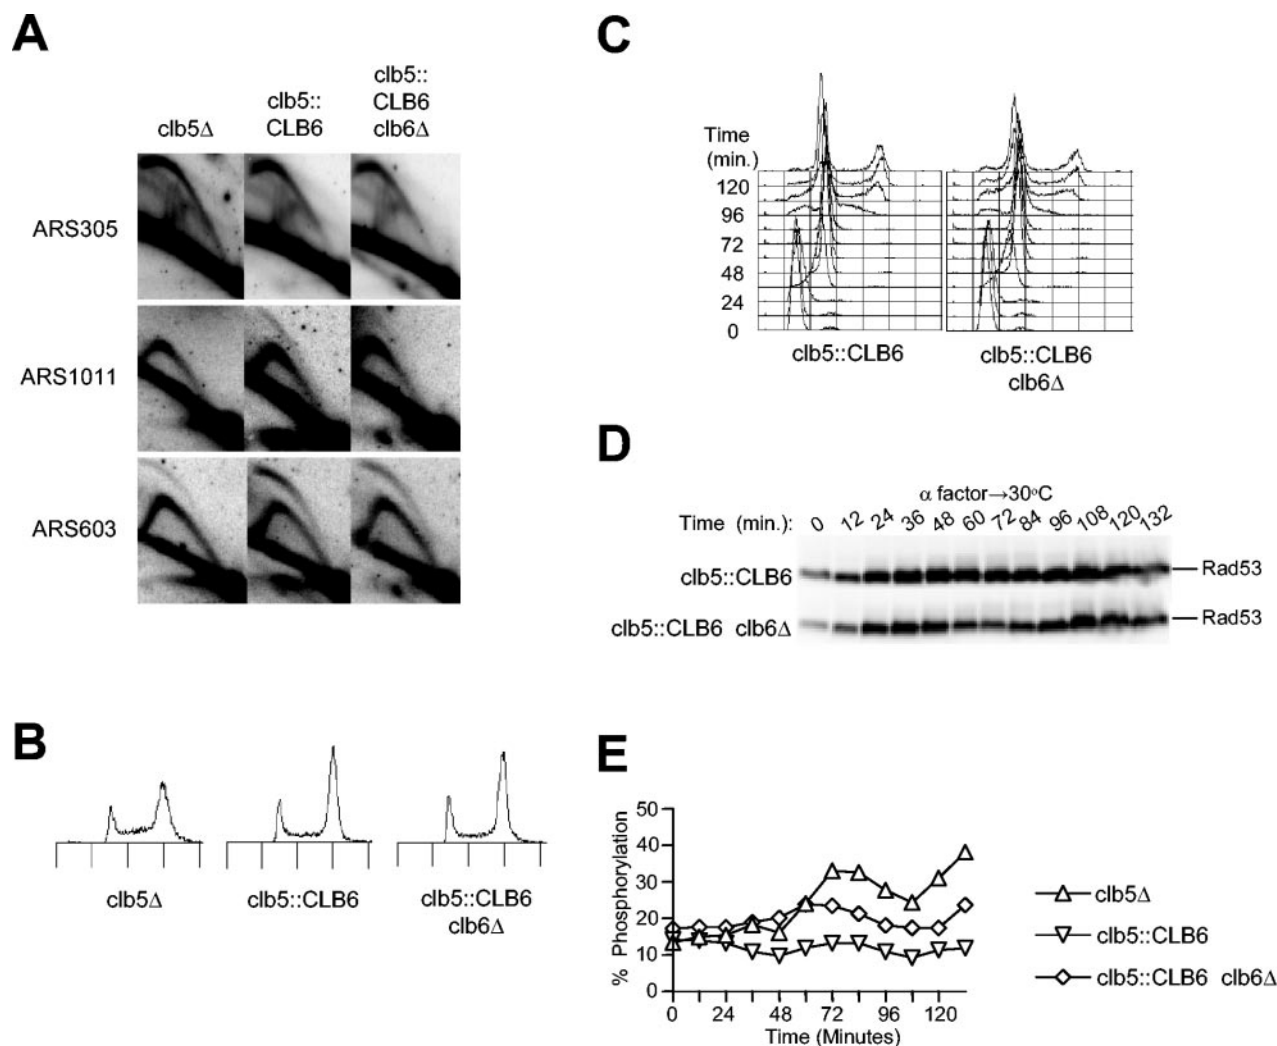 A
clb5Δ
clb5::
CLB6
clb5::
CLB6
clb6Δ
ARS305
ARS1011
ARS603
B
clb5Δ
clb5::CLB6
clb5::CLB6
clb6Δ
C
Time
(min.)
120
96
72
48
24
0
clb5::CLB6
clb5::CLB6
clb6Δ
D
α factor→30°C
Time (min.): 0 12 24 36 48 60 72 84 96 108 120 132
clb5::CLB6
Rad53
clb5::CLB6 clb6Δ
Rad53
E
% Phosphorylation
50
40
30
20
10
0
0 24 48 72 96 120
Time (Minutes)
clb5Δ
clb5::CLB6
clb5::CLB6 clb6Δ